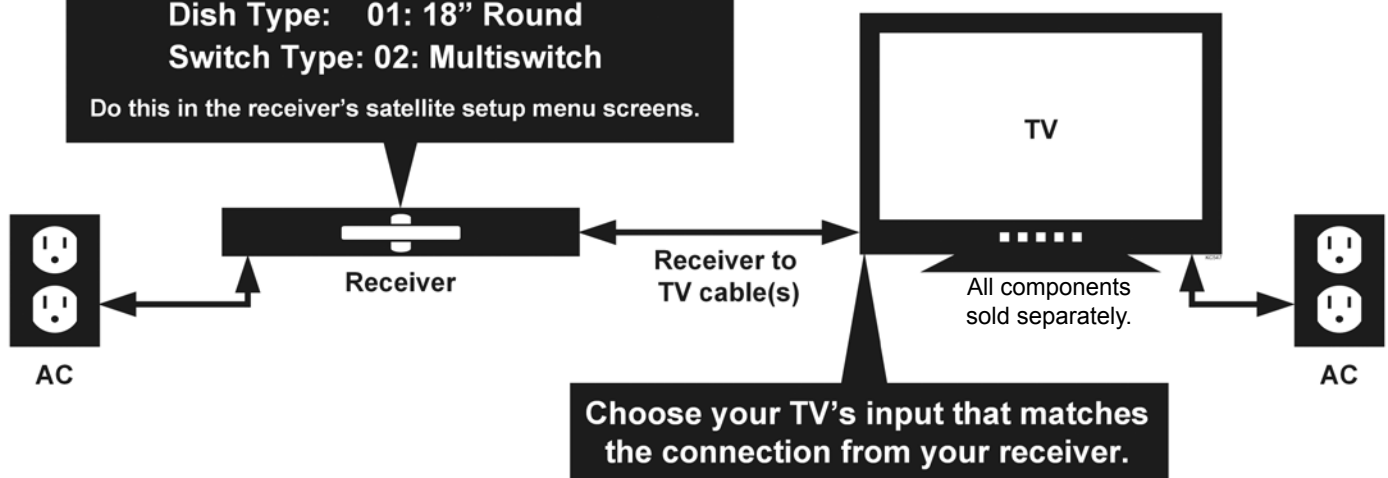 Dish Type: 01: 18” Round
Switch Type: 02: Multiswitch
Do this in the receiver’s satellite setup menu screens.
TV
Receiver
Receiver to
TV cable(s)
All components
sold separately.
AC
AC
Choose your TV’s input that matches
the connection from your receiver.